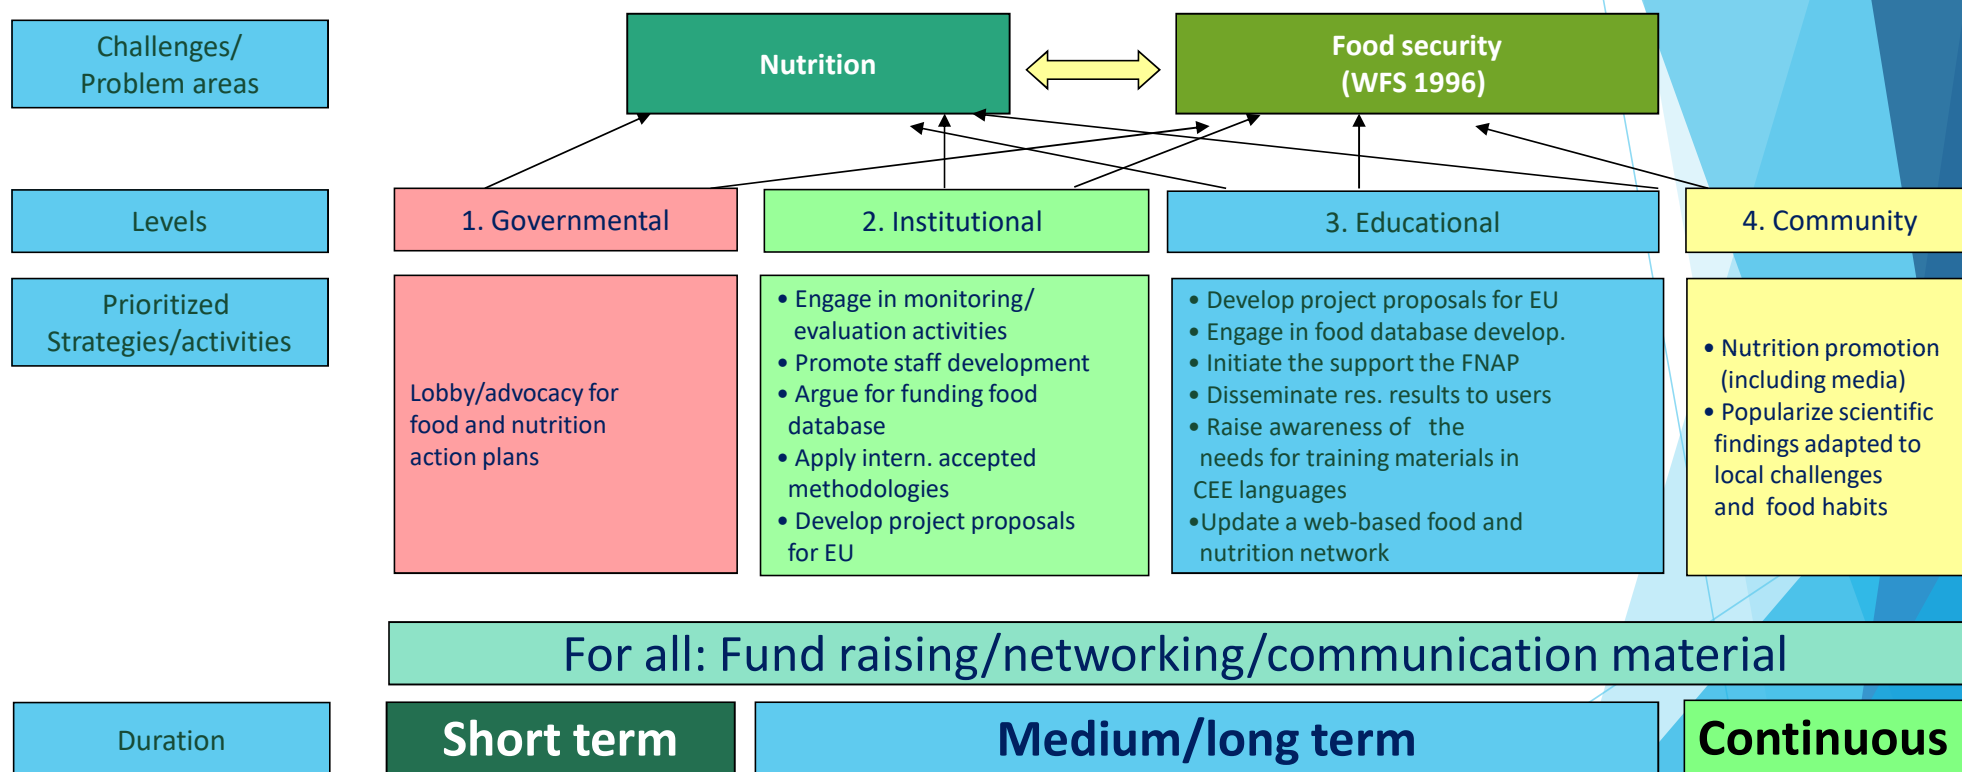 Challenges/
Problem areas
Nutrition
Food security
(WFS 1996)
Levels
1. Governmental
2. Institutional
3. Educational
4. Community
Prioritized
Strategies/activities
Lobby/advocacy for
food and nutrition
action plans
• Engage in monitoring/
evaluation activities
• Promote staff development
• Argue for funding food
database
• Apply intern. accepted
methodologies
• Develop project proposals
for EU
• Develop project proposals for EU
• Engage in food database develop.
• Initiate the support the FNAP
• Disseminate res. results to users
• Raise awareness of the
needs for training materials in
CEE languages
•Update a web-based food and
nutrition network
• Nutrition promotion
(including media)
• Popularize scientific
findings adapted to
local challenges
and food habits
For all: Fund raising/networking/communication material
Duration
Short term
Medium/long term
Continuous